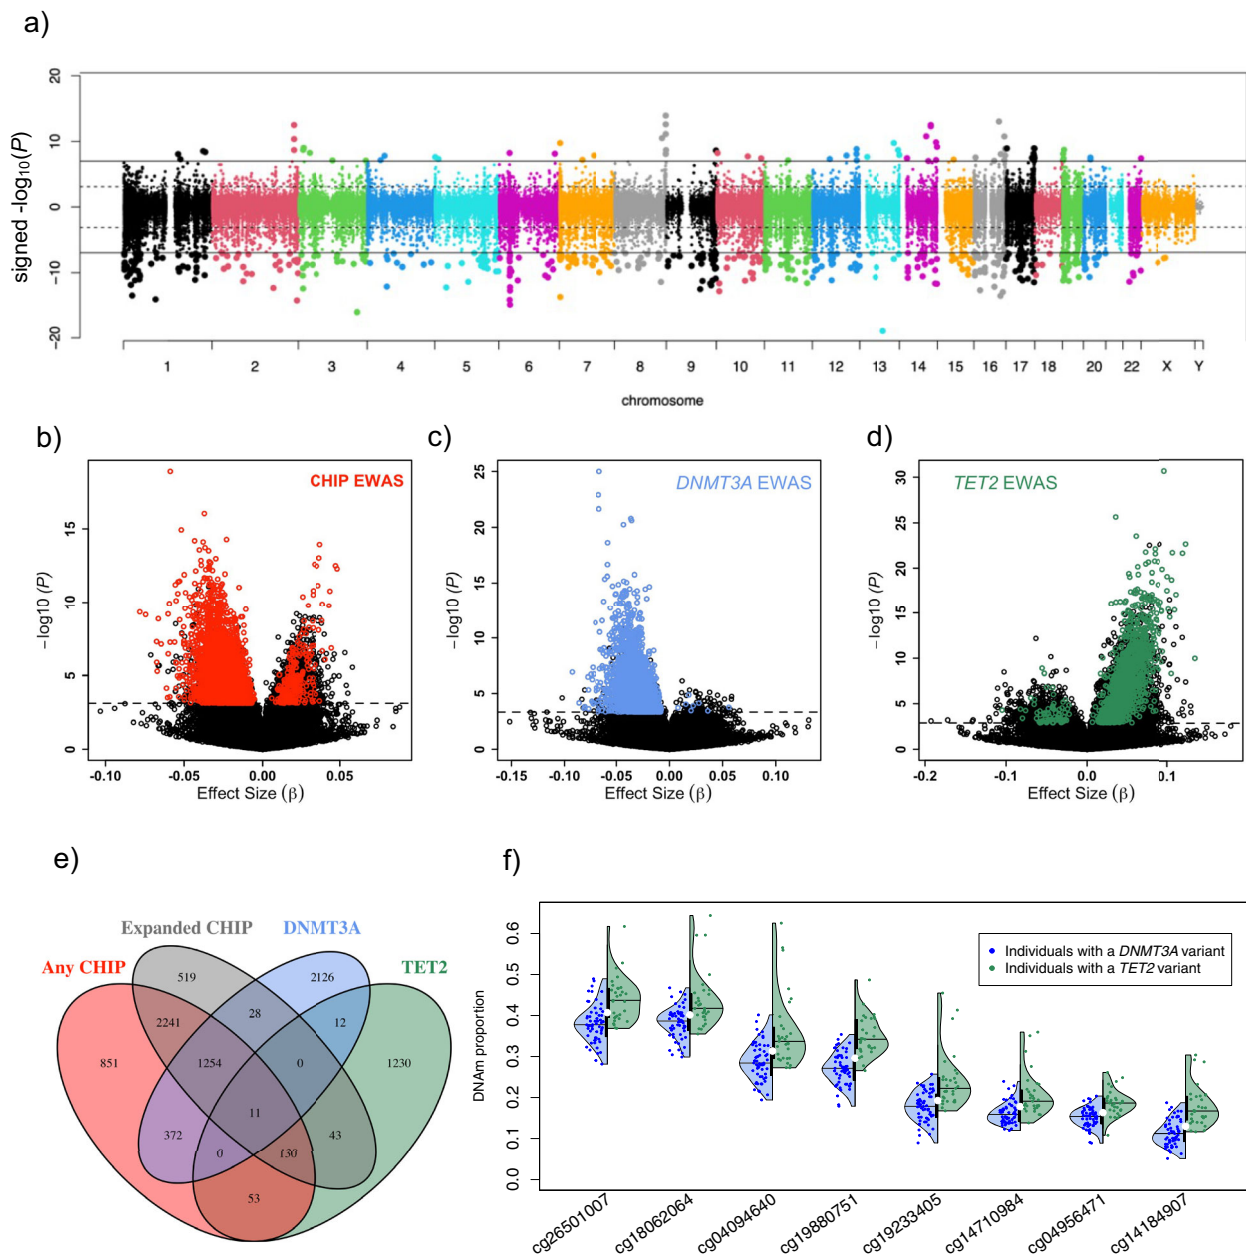 a)
signed -log10(P)
20
10
0
−10
−20
1 2 3 4 5 6 7 8 9 10 11 12 13 14 15 16 17 18 20 22 X Y
chromosome
b)
CHIP EWAS
−log10 (P)
15
10
5
0
-0.10 -0.05 0.00 0.05
Effect Size (β)
c)
DNMT3A EWAS
−log10 (P)
25
20
15
10
5
0
-0.15 -0.10 -0.05 0.00 0.05 0.10
Effect Size (β)
d)
TET2 EWAS
−log10 (P)
30
25
20
15
10
5
0
-0.2 -0.1 0.0 0.1
Effect Size (β)
e)
Expanded CHIP DNMT3A
Any CHIP TET2
519 2126
2241 28 12
851 1254 0 1230
11
372 0 130 43
53
f)
DNAm proportion
0.6
0.5
0.4
0.3
0.2
0.1
0.0
Individuals with a DNMT3A variant
Individuals with a TET2 variant
cg26501007
cg18062064
cg04094640
cg19880751
cg19233405
cg14710984
cg04956471
cg14184907